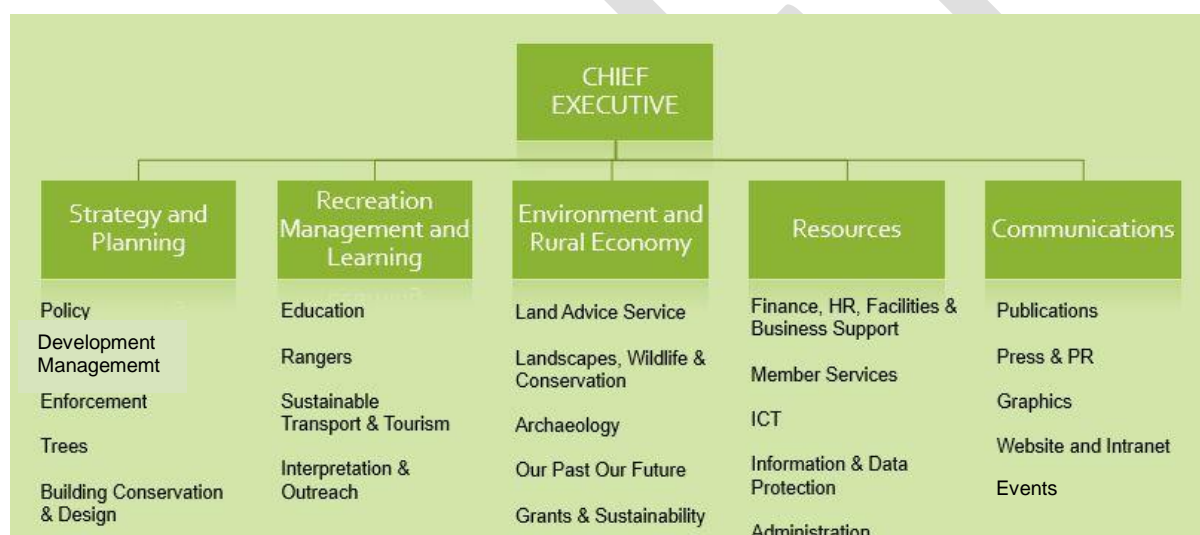 CHIEF
EXECUTIVE
Strategy and
Planning
Policy
Development
Managememt
Enforcement
Trees
Building Conservation
& Design
Recreation
Management and
Learning
Education
Rangers
Sustainable
Transport & Tourism
Interpretation &
Outreach
Environment and
Rural Economy
Land Advice Service
Landscapes, Wildlife &
Conservation
Archaeology
Our Past Our Future
Grants & Sustainability
Resources
Finance, HR, Facilities &
Business Support
Member Services
ICT
Information & Data
Protection
Administration
Communications
Publications
Press & PR
Graphics
Website and Intranet
Events